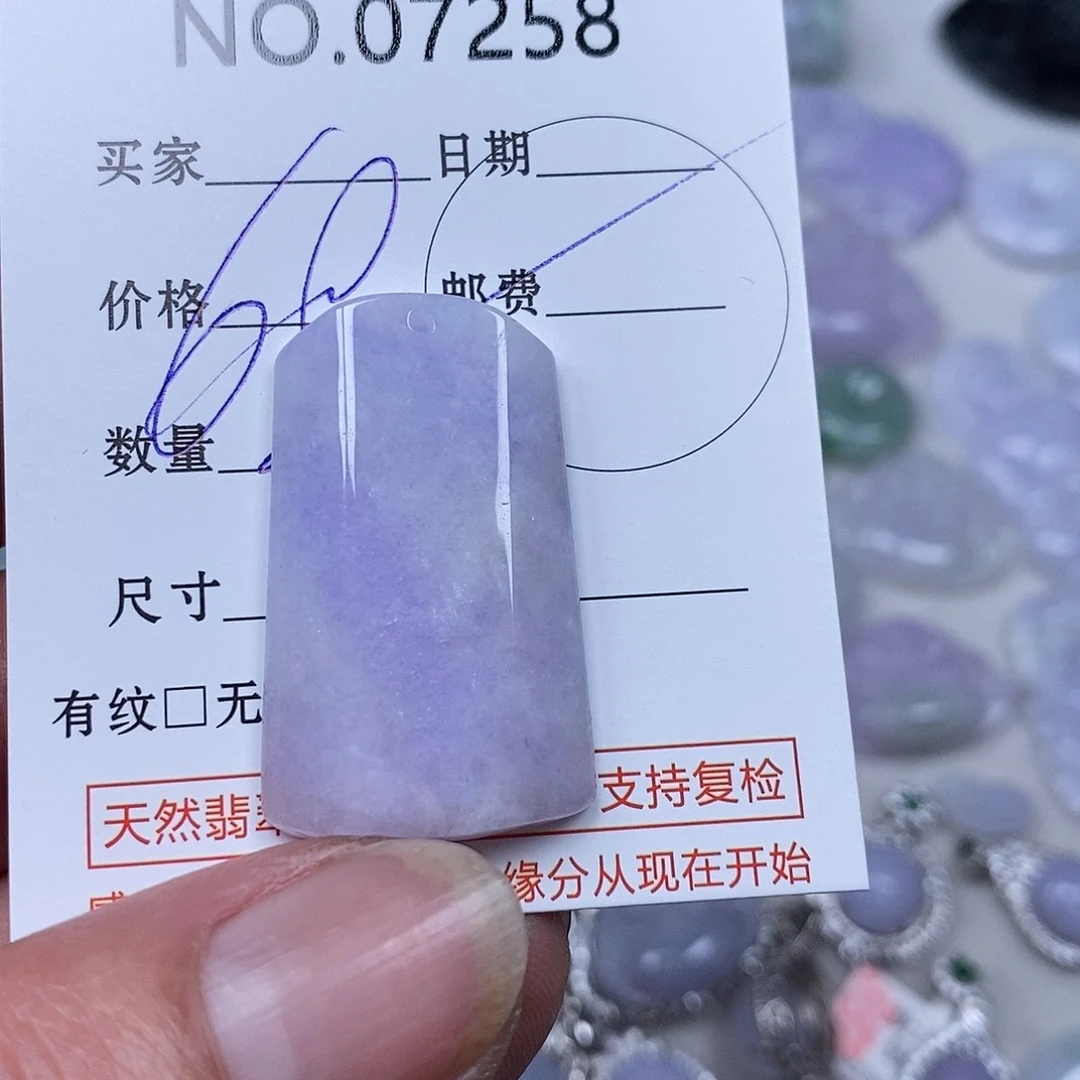 NO.07258
买家 日期
价格 邮费
数量
尺寸
有纹□无
天然翡翠 支持复检
缘分从现在开始